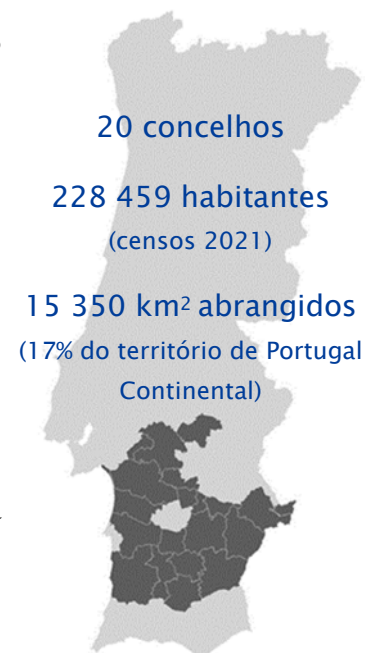 20 concelhos
228 459 habitantes
(censos 2021)
15 350 km² abrangidos
(17% do território de Portugal
Continental)